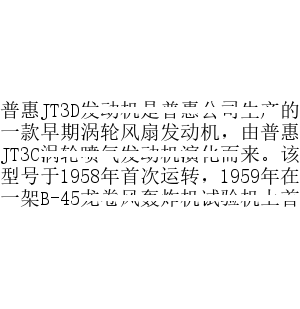 普惠JT3D发动机是普惠公司生产的
一款早期涡轮风扇发动机，由普惠
JT3C涡轮喷气发动机演化而来。该
型号于1958年首次运转，1959年在
一架B-45龙卷风轰炸机试验机上首